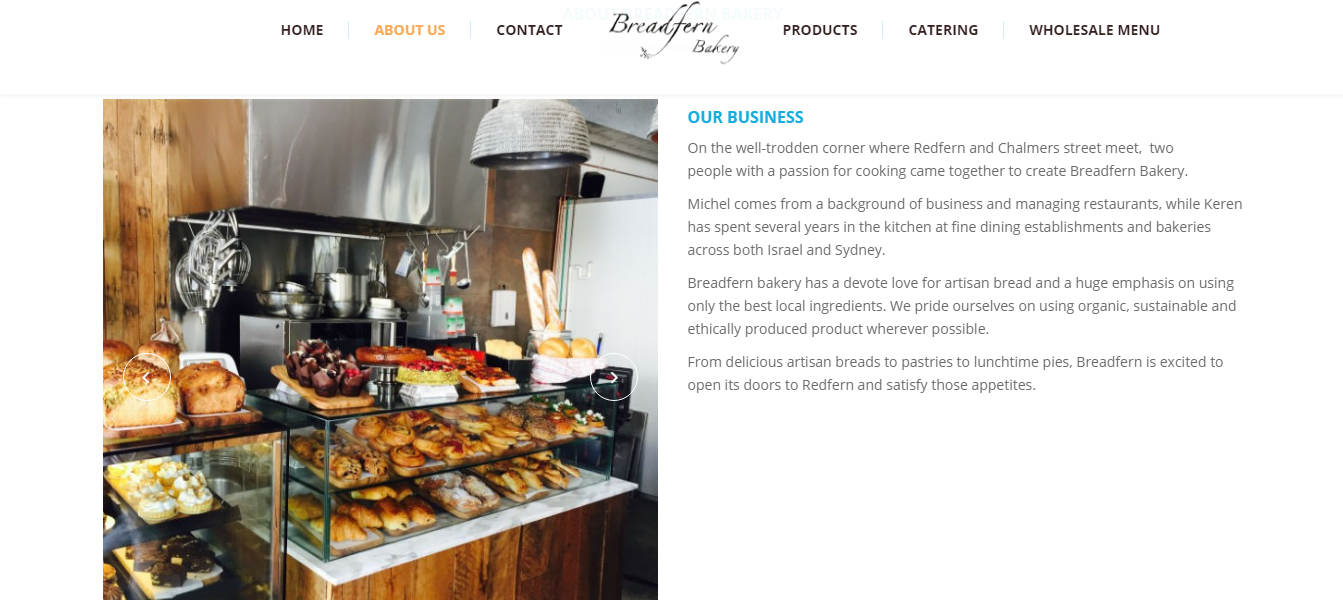 ABOUT BREADFERN BAKERY
HOME
ABOUT US
CONTACT
Breadfern
Bakery
PRODUCTS
CATERING
WHOLESALE MENU
OUR BUSINESS
On the well-trodden corner where Redfern and Chalmers street meet,  two
people with a passion for cooking came together to create Breadfern Bakery.
Michel comes from a background of business and managing restaurants, while Keren
has spent several years in the kitchen at fine dining establishments and bakeries
across both Israel and Sydney.
Breadfern bakery has a devote love for artisan bread and a huge emphasis on using
only the best local ingredients. We pride ourselves on using organic, sustainable and
ethically produced product wherever possible.
From delicious artisan breads to pastries to lunchtime pies, Breadfern is excited to
open its doors to Redfern and satisfy those appetites.